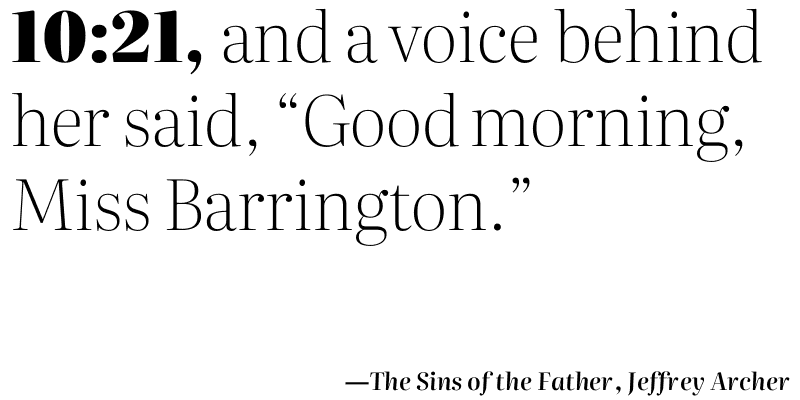 10:21, and a voice behind
her said, “Good morning,
Miss Barrington.”
—The Sins of the Father, Jeffrey Archer